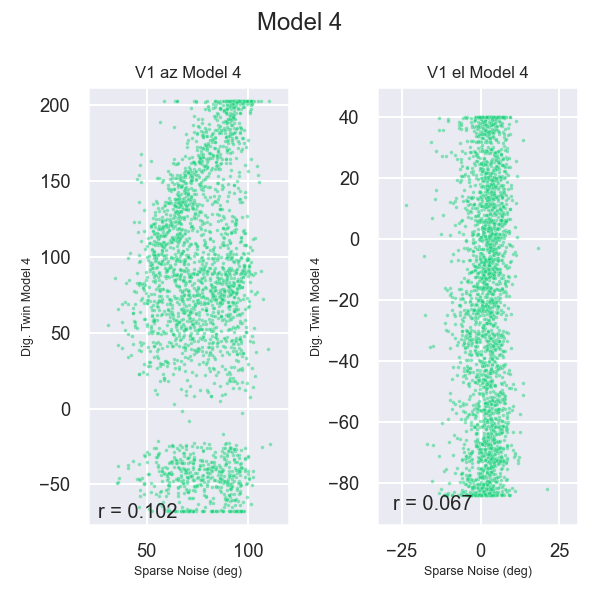 Model 4
V1 az Model 4
V1 el Model 4
200
150
100
50
0
−50
Dig. Twin Model 4
r = 0.102
50
100
Sparse Noise (deg)
40
20
0
−20
−40
−60
−80
Dig. Twin Model 4
r = 0.067
−25
0
25
Sparse Noise (deg)